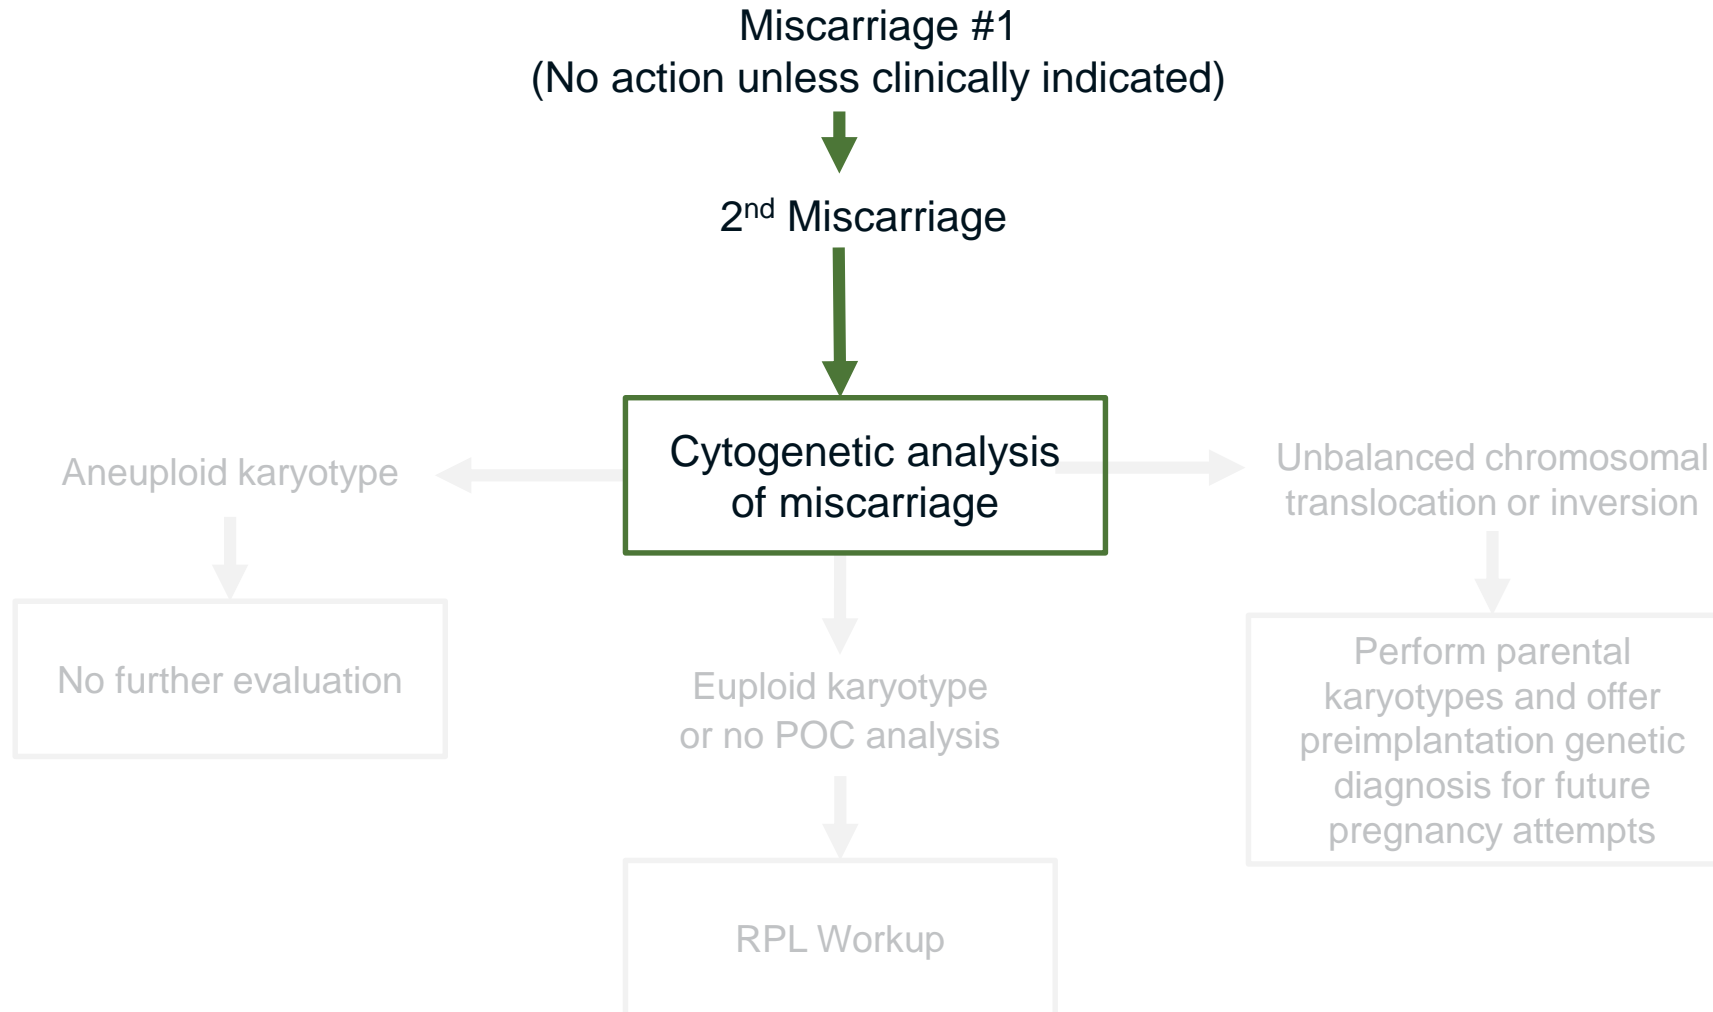 Miscarriage #1
(No action unless clinically indicated)
2nd Miscarriage
Cytogenetic analysis
of miscarriage
Aneuploid karyotype
No further evaluation
Euploid karyotype
or no POC analysis
RPL Workup
Unbalanced chromosomal
translocation or inversion
Perform parental
karyotypes and offer
preimplantation genetic
diagnosis for future
pregnancy attempts